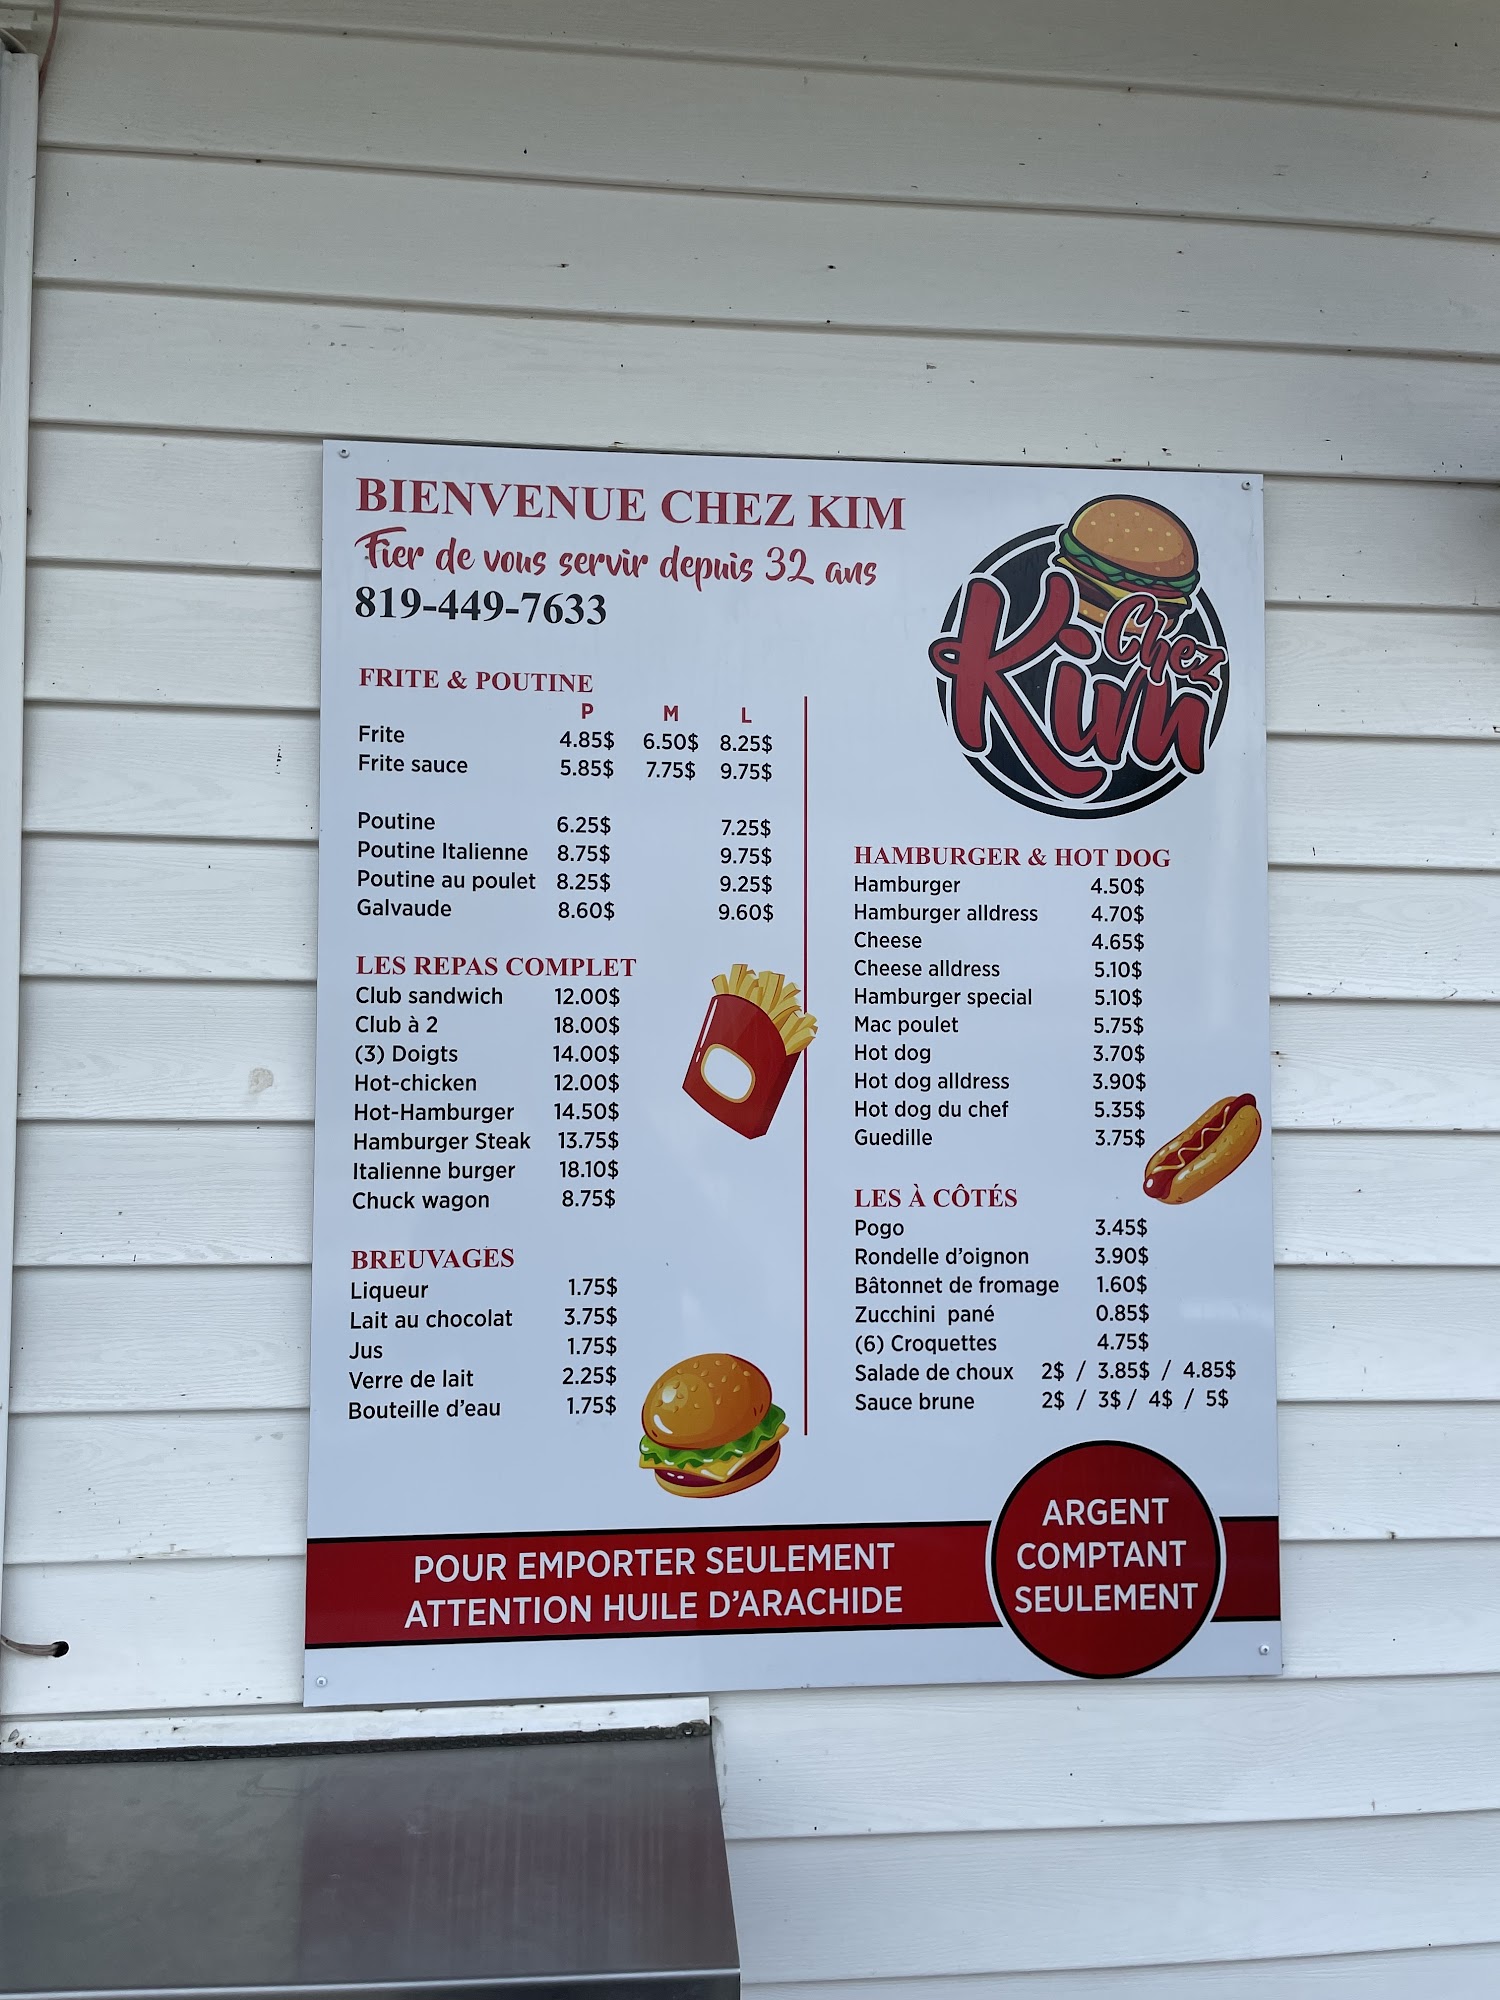 BIENVENUE CHEZ KIM
Fier de vous servir depuis 32 ans
819-449-7633
Chez
Kim
FRITE & POUTINE
P M L
Frite 4.85$ 6.50$ 8.25$
Frite sauce 5.85$ 7.75$ 9.75$
Poutine 6.25$ 7.25$
Poutine Italienne 8.75$ 9.75$
Poutine au poulet 8.25$ 9.25$
Galvaude 8.60$ 9.60$
LES REPAS COMPLET
Club sandwich 12.00$
Club à 2 18.00$
(3) Doigts 14.00$
Hot-chicken 12.00$
Hot-Hamburger 14.50$
Hamburger Steak 13.75$
Italienne burger 18.10$
Chuck wagon 8.75$
BREUVAGES
Liqueur 1.75$
Lait au chocolat 3.75$
Jus 1.75$
Verre de lait 2.25$
Bouteille d'eau 1.75$
HAMBURGER & HOT DOG
Hamburger 4.50$
Hamburger alldress 4.70$
Cheese 4.65$
Cheese alldress 5.10$
Hamburger special 5.10$
Mac poulet 5.75$
Hot dog 3.70$
Hot dog alldress 3.90$
Hot dog du chef 5.35$
Guedille 3.75$
LES À CÔTÉS
Pogo 3.45$
Rondelle d'oignon 3.90$
Bâtonnet de fromage 1.60$
Zucchini pané 0.85$
(6) Croquettes 4.75$
Salade de choux 2$ / 3.85$ / 4.85$
Sauce brune 2$ / 3$ / 4$ / 5$
POUR EMPORTER SEULEMENT
ATTENTION HUILE D'ARACHIDE
ARGENT
COMPTANT
SEULEMENT